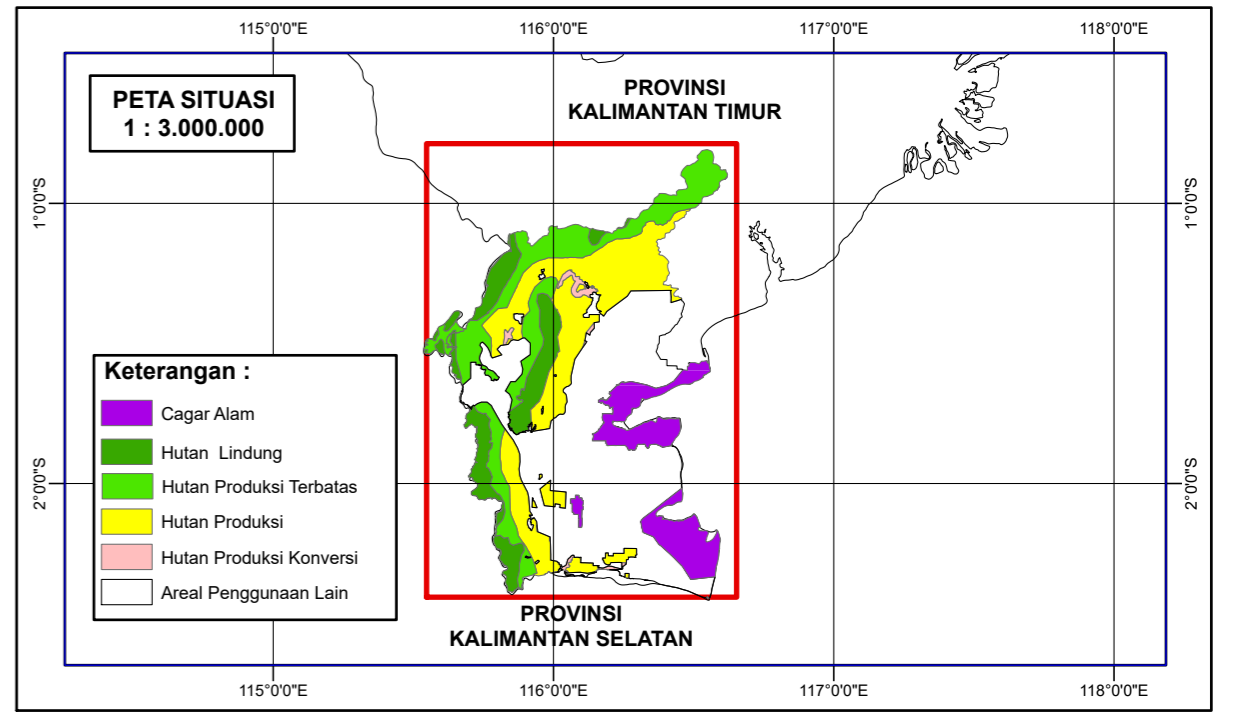 115°0'0"E
116°0'0"E
117°0'0"E
118°0'0"E
PETA SITUASI
1 : 3.000.000
PROVINSI
KALIMANTAN TIMUR
1°0'0"S
1°0'0"S
Keterangan :
Cagar Alam
Hutan Lindung
Hutan Produksi Terbatas
Hutan Produksi
Hutan Produksi Konversi
Areal Penggunaan Lain
2°0'0"S
2°0'0"S
PROVINSI
KALIMANTAN SELATAN
115°0'0"E
116°0'0"E
117°0'0"E
118°0'0"E